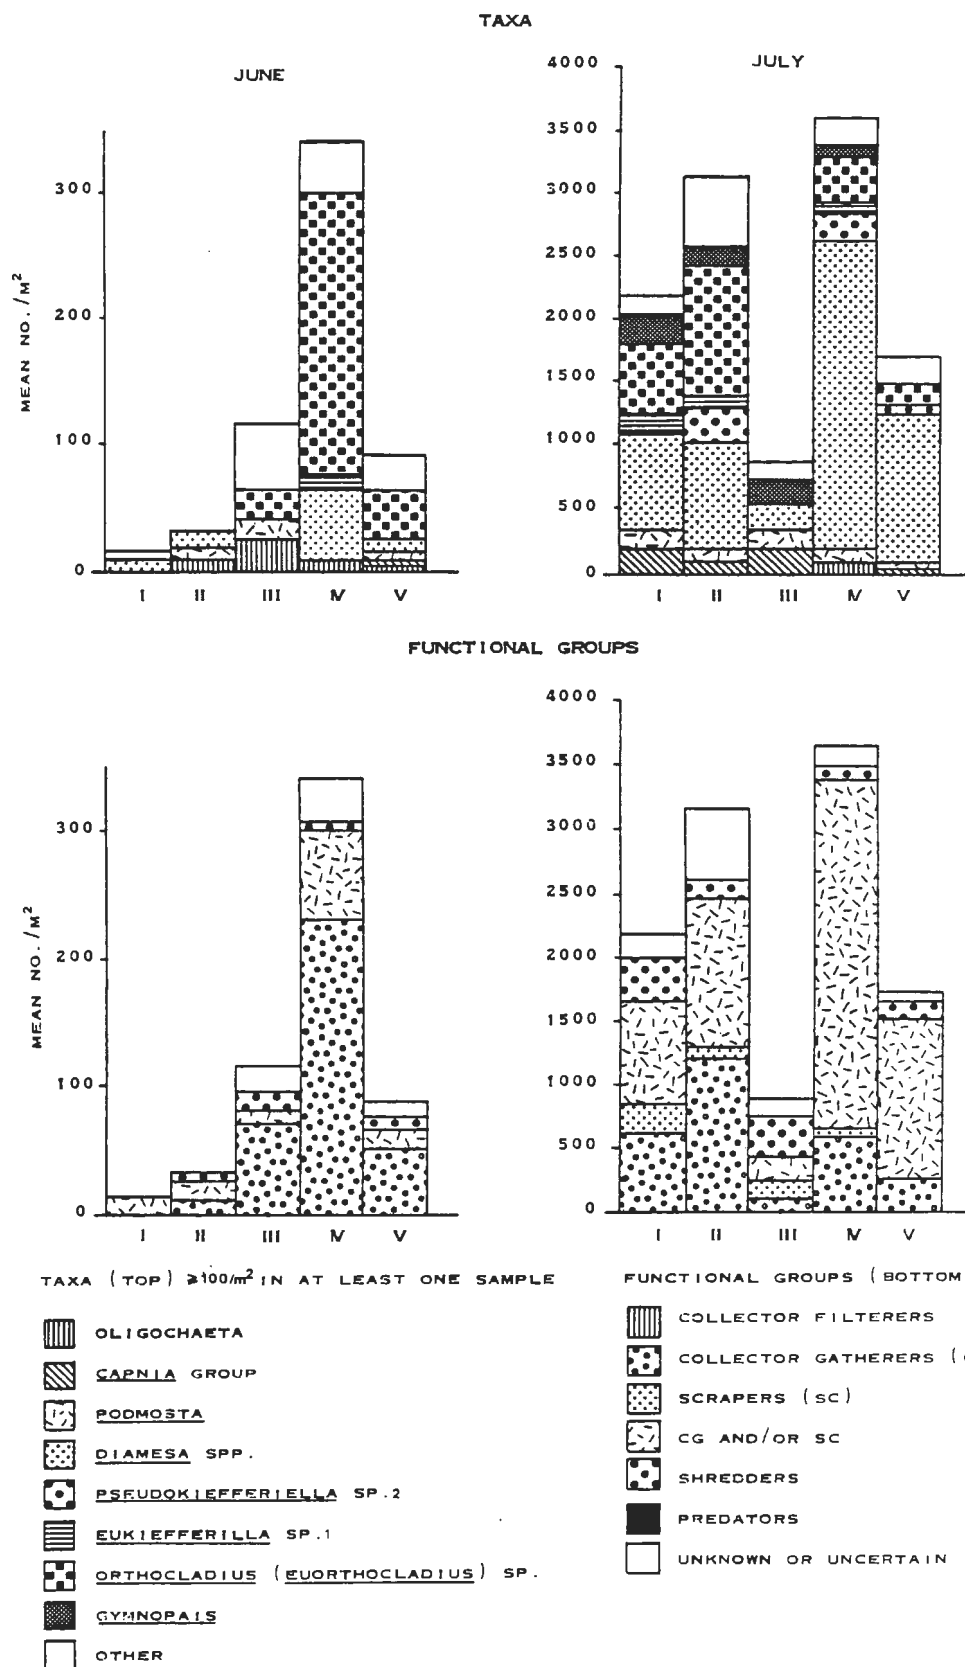 TAXA
JUNE
JULY
MEAN NO./M²
300
200
100
0
I II III IV V
4000
3500
3000
2500
2000
1500
1000
500
0
I II III IV V
FUNCTIONAL GROUPS
MEAN NO./M²
300
200
100
0
I II III IV V
4000
3500
3000
2500
2000
1500
1000
500
0
I II III IV V
TAXA (TOP) ≥100/m² IN AT LEAST ONE SAMPLE
OLIGOCHAETA
CAPNIA GROUP
PODMOSTA
DIAMESA SPP.
PSEUDOKIEFFERIELLA SP.2
EUKIEFFERILLA SP.1
ORTHOCLADIUS (EUORTHOCLADIUS) SP.
GYMNOPAIS
OTHER
FUNCTIONAL GROUPS (BOTTOM
COLLECTOR FILTERERS
COLLECTOR GATHERERS (
SCRAPERS (SC)
CG AND/OR SC
SHREDDERS
PREDATORS
UNKNOWN OR UNCERTAIN